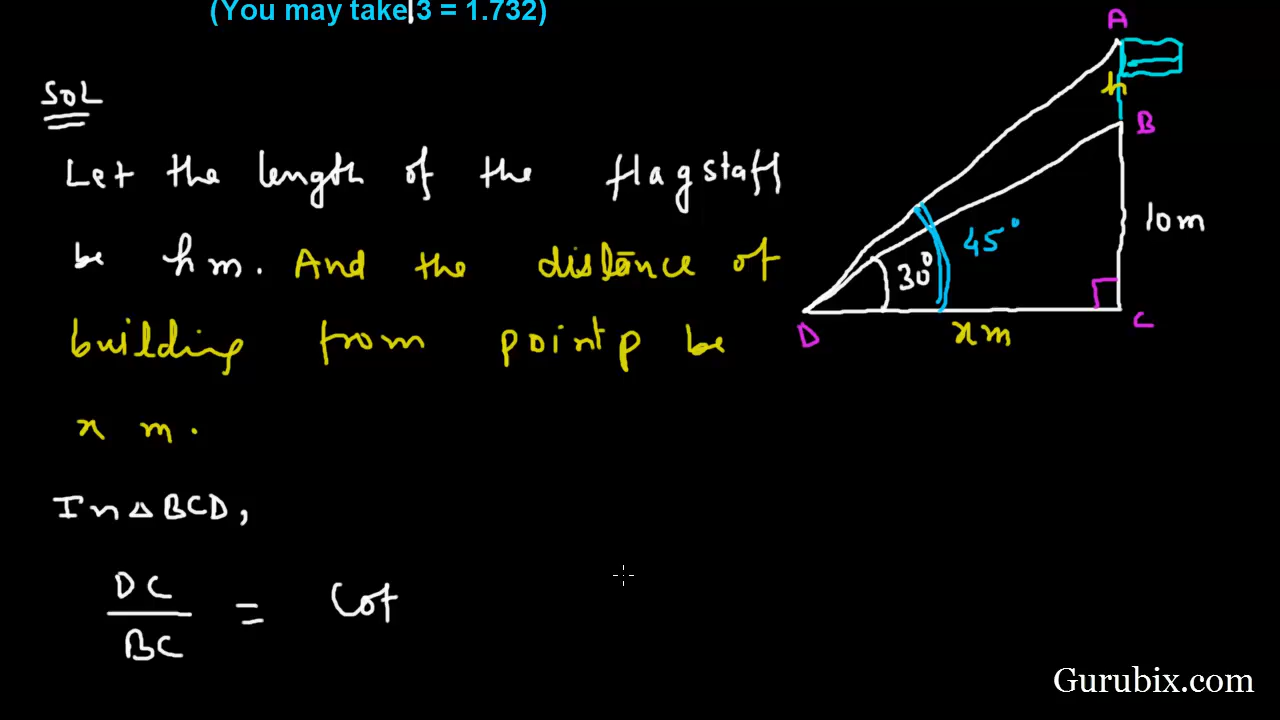 (You may take 3 = 1.732)
SOL
Let the length of the flagstaff
be h m. And the distance of
building from point p be
x m.
In △ BCD,
DC
BC
= Cot
A
h
B
10m
45°
30°
D
x m
C
Gurubix.com